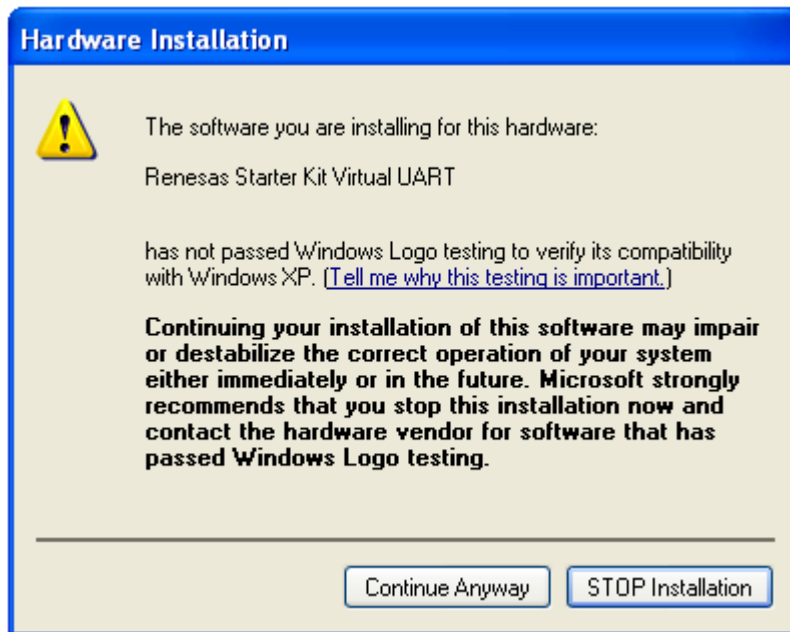 Hardware Installation
The software you are installing for this hardware:
Renesas Starter Kit Virtual UART
has not passed Windows Logo testing to verify its compatibility
with Windows XP. (Tell me why this testing is important.)
Continuing your installation of this software may impair
or destabilize the correct operation of your system
either immediately or in the future. Microsoft strongly
recommends that you stop this installation now and
contact the hardware vendor for software that has
passed Windows Logo testing.
Continue Anyway
STOP Installation